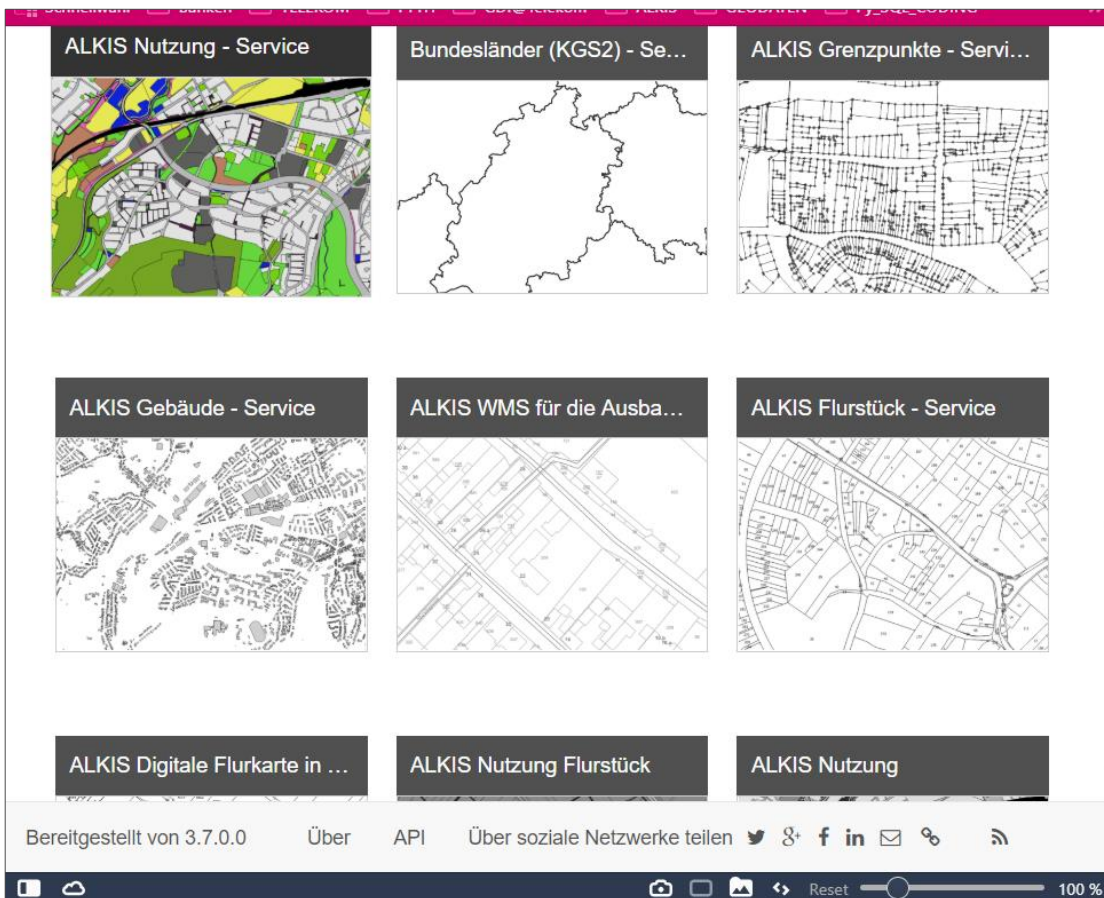 ALKIS Nutzung - Service
Bundesländer (KGS2) - Se...
ALKIS Grenzpunkte - Servi...
ALKIS Gebäude - Service
ALKIS WMS für die Ausba...
ALKIS Flurstück - Service
ALKIS Digitale Flurkarte in ...
ALKIS Nutzung Flurstück
ALKIS Nutzung
Bereitgestellt von 3.7.0.0 Über API Über soziale Netzwerke teilen
Reset 100 %